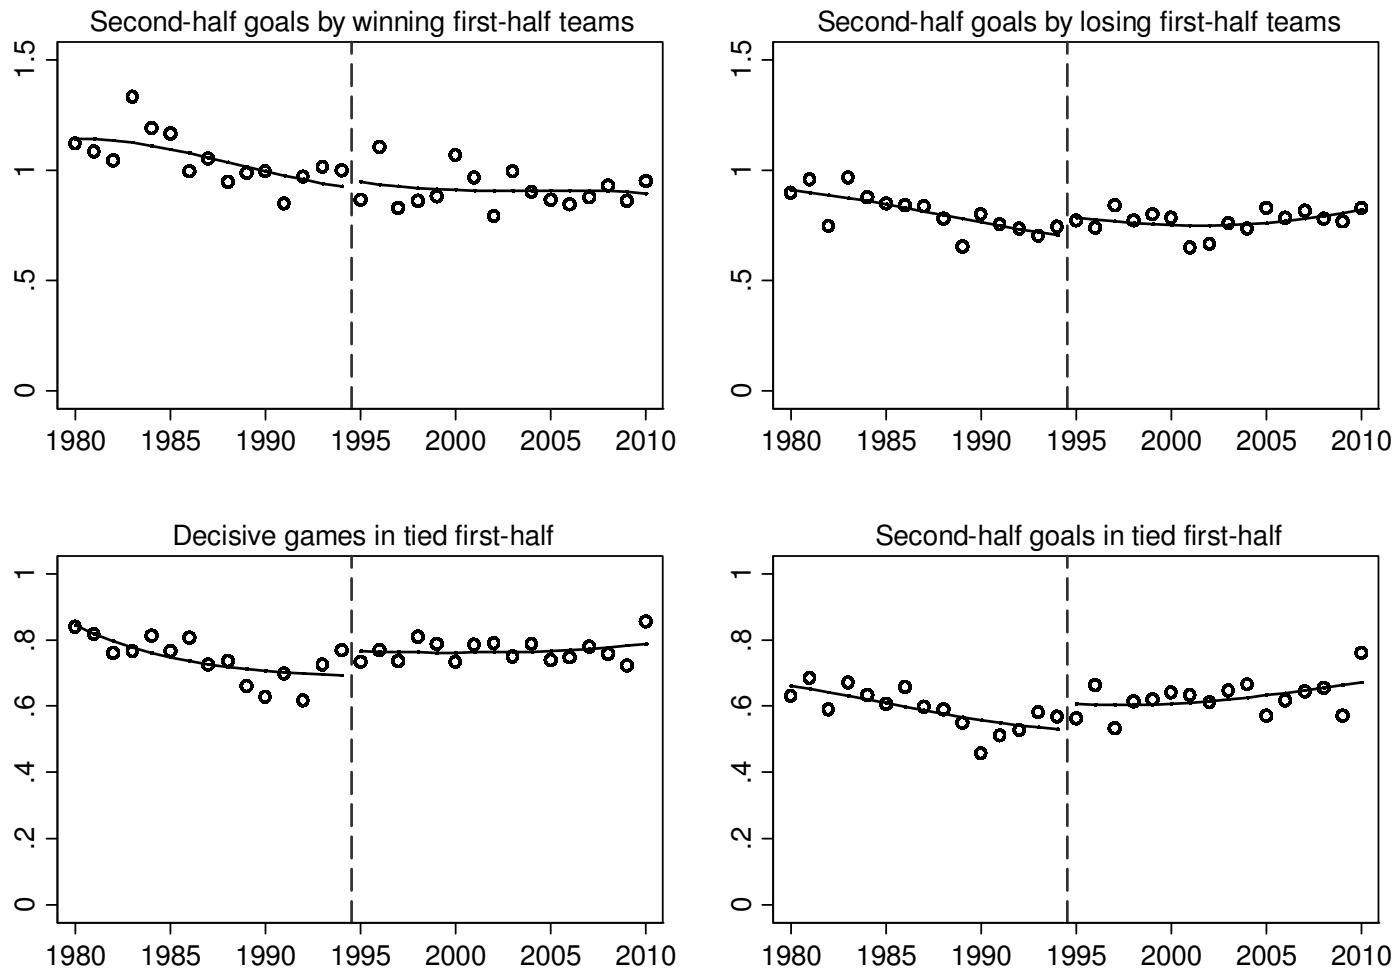 Second-half goals by winning first-half teams
1.5
1
.5
0
1980 1985 1990 1995 2000 2005 2010
Second-half goals by losing first-half teams
1.5
1
.5
0
1980 1985 1990 1995 2000 2005 2010
Decisive games in tied first-half
1
.8
.6
.4
.2
0
1980 1985 1990 1995 2000 2005 2010
Second-half goals in tied first-half
1
.8
.6
.4
.2
0
1980 1985 1990 1995 2000 2005 2010